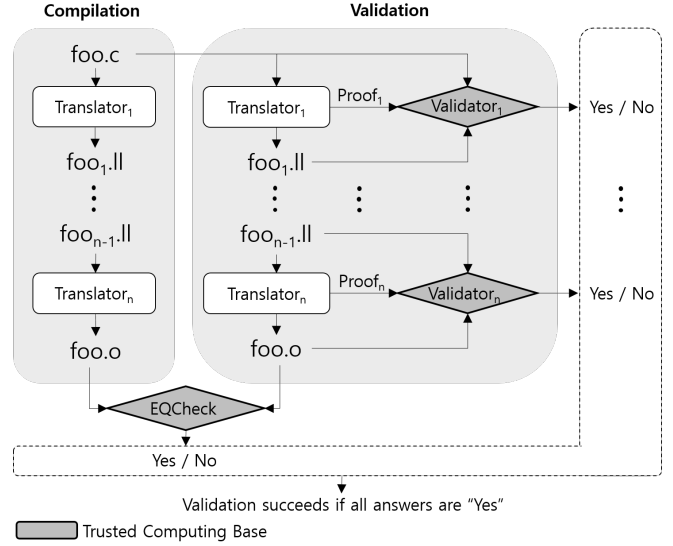 Compilation
Validation
foo.c
Translator₁
Translator₁
Proof₁
Validator₁
Yes / No
foo₁.ll
foo₁.ll
fooₙ₋₁.ll
fooₙ₋₁.ll
Translatorₙ
Translatorₙ
Proofₙ
Validatorₙ
Yes / No
foo.o
foo.o
EQCheck
Yes / No
Validation succeeds if all answers are “Yes”
Trusted Computing Base